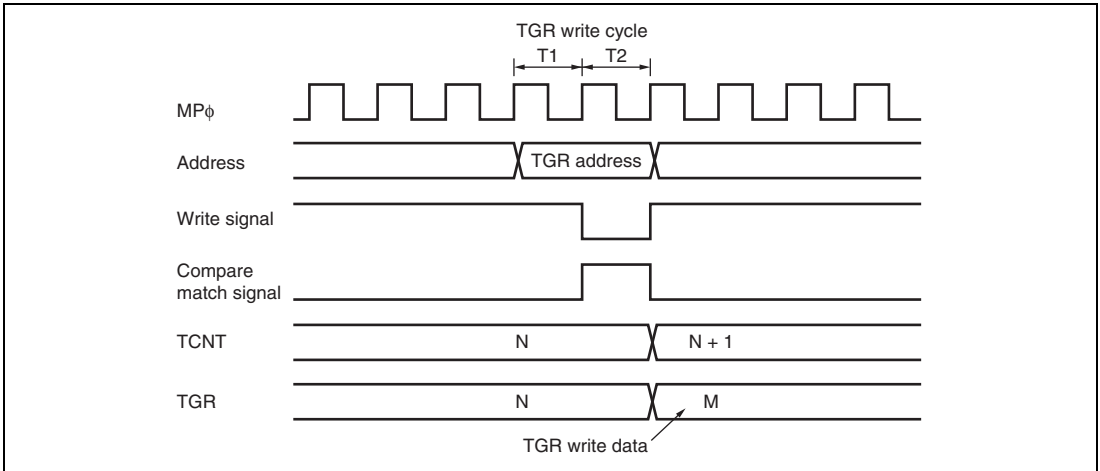 TGR write cycle
T1 T2
MPϕ
Address TGR address
Write signal
Compare
match signal
TCNT N N + 1
TGR N M
TGR write data